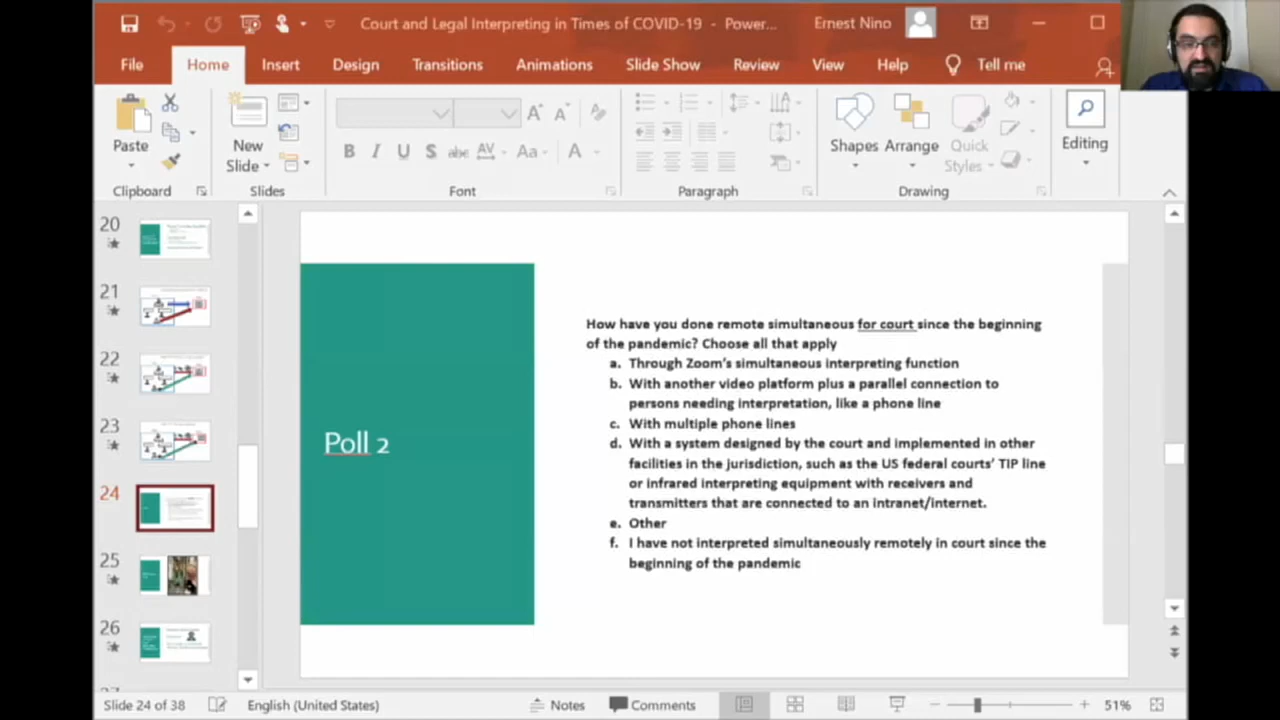 Court and Legal Interpreting in Times of COVID-19 - Power...
Ernest Nino
File Home Insert Design Transitions Animations Slide Show Review View Help Tell me
Paste
New
Slide
B I U S abc AV Aa A
Shapes Arrange Quick
Styles
Editing
Clipboard Slides Font Paragraph Drawing
20
21
22
23
24
25
26
Poll 2
How have you done remote simultaneous for court since the beginning
of the pandemic? Choose all that apply
a. Through Zoom's simultaneous interpreting function
b. With another video platform plus a parallel connection to
persons needing interpretation, like a phone line
c. With multiple phone lines
d. With a system designed by the court and implemented in other
facilities in the jurisdiction, such as the US federal courts' TIP line
or infrared interpreting equipment with receivers and
transmitters that are connected to an intranet/internet.
e. Other
f. I have not interpreted simultaneously remotely in court since the
beginning of the pandemic
Slide 24 of 38 English (United States) Notes Comments 51%